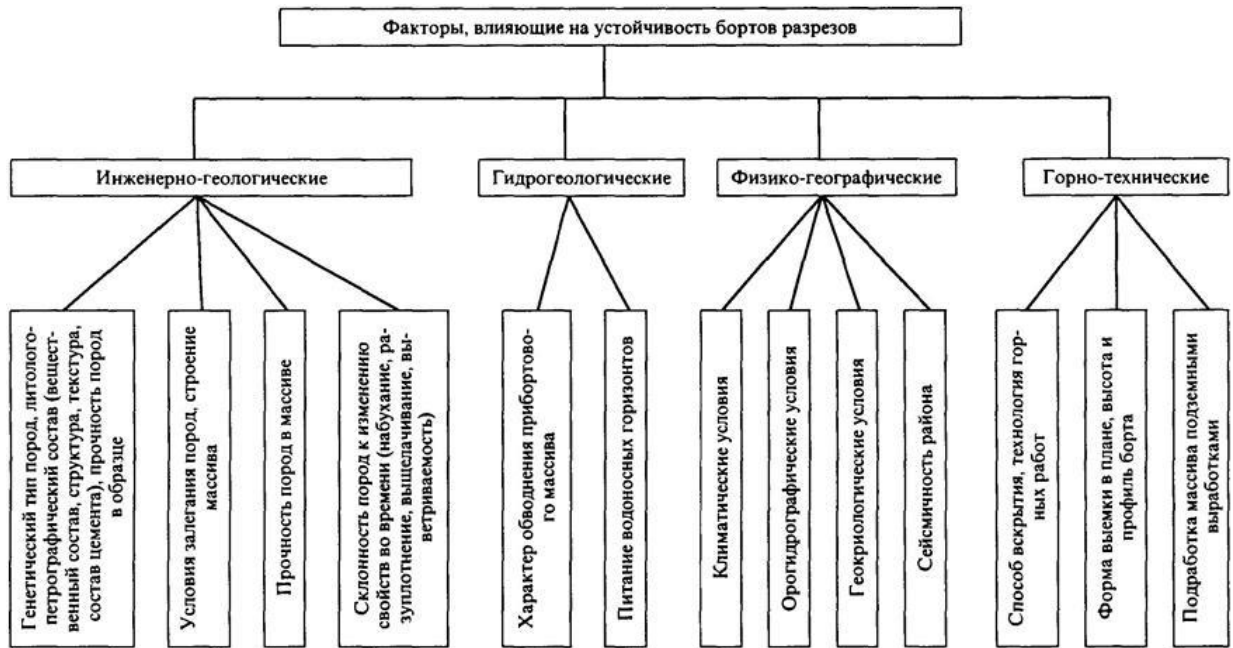 Факторы, влияющие на устойчивость бортов разрезов
Инженерно-геологические
Гидрогеологические
Физико-географические
Горно-технические
Генетический тип пород, литолого-
петрографический состав (вещест-
венный состав, структура, текстура,
состав цемента), прочность пород
в образце
Условия залегания пород, строение
массива
Прочность пород в массиве
Склонность пород к изменению
свойств во времени (набухание, ра-
зуплотнение, выщелачивание, вы-
ветриваемость)
Характер обводнения прибортово-
го массива
Питание водоносных горизонтов
Климатические условия
Орогидрографические условия
Геокриологические условия
Сейсмичность района
Способ вскрытия, технология гор-
ных работ
Форма выемки в плане, высота и
профиль борта
Подработка массива подземными
выработками